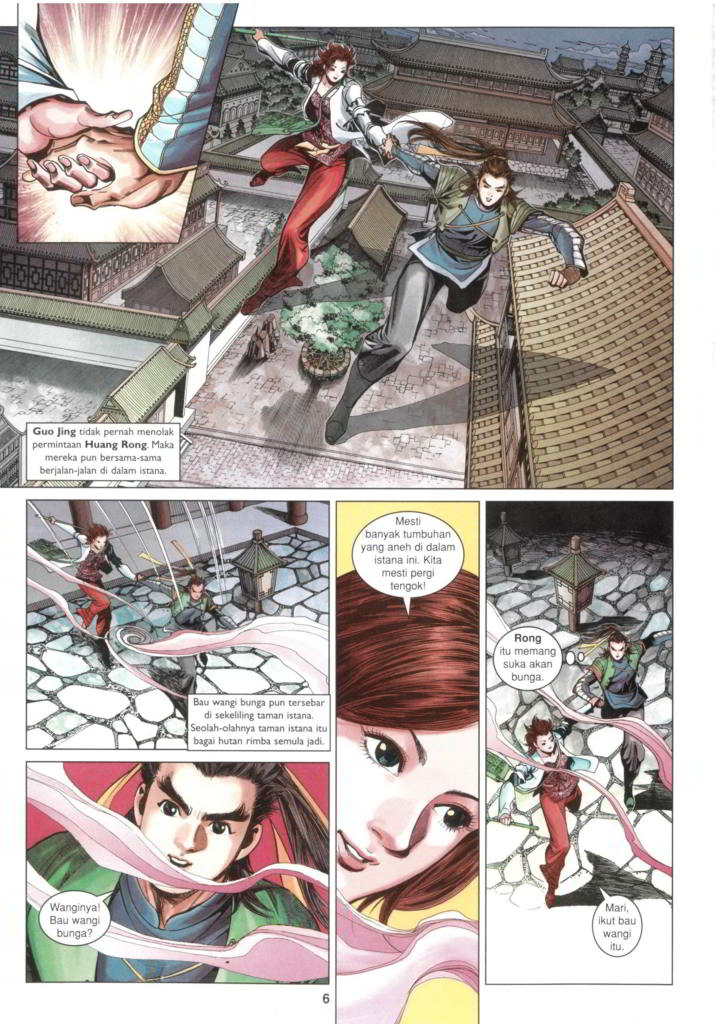 Guo Jing tidak pernah menolak
permintaan Huang Rong. Maka
mereka pun bersama-sama
berjalan-jalan di dalam istana.
Bau wangi bunga pun tersebar
di sekeliling taman istana.
Seolah-olahnya taman istana itu
bagai hutan rimba semula jadi.
Wanginya!
Bau wangi
bunga?
Mesti
banyak tumbuhan
yang aneh di dalam
istana ini. Kita
mesti pergi
tengok!
Rong
itu memang
suka akan
bunga.
Mari,
ikut bau
wangi
itu.
6